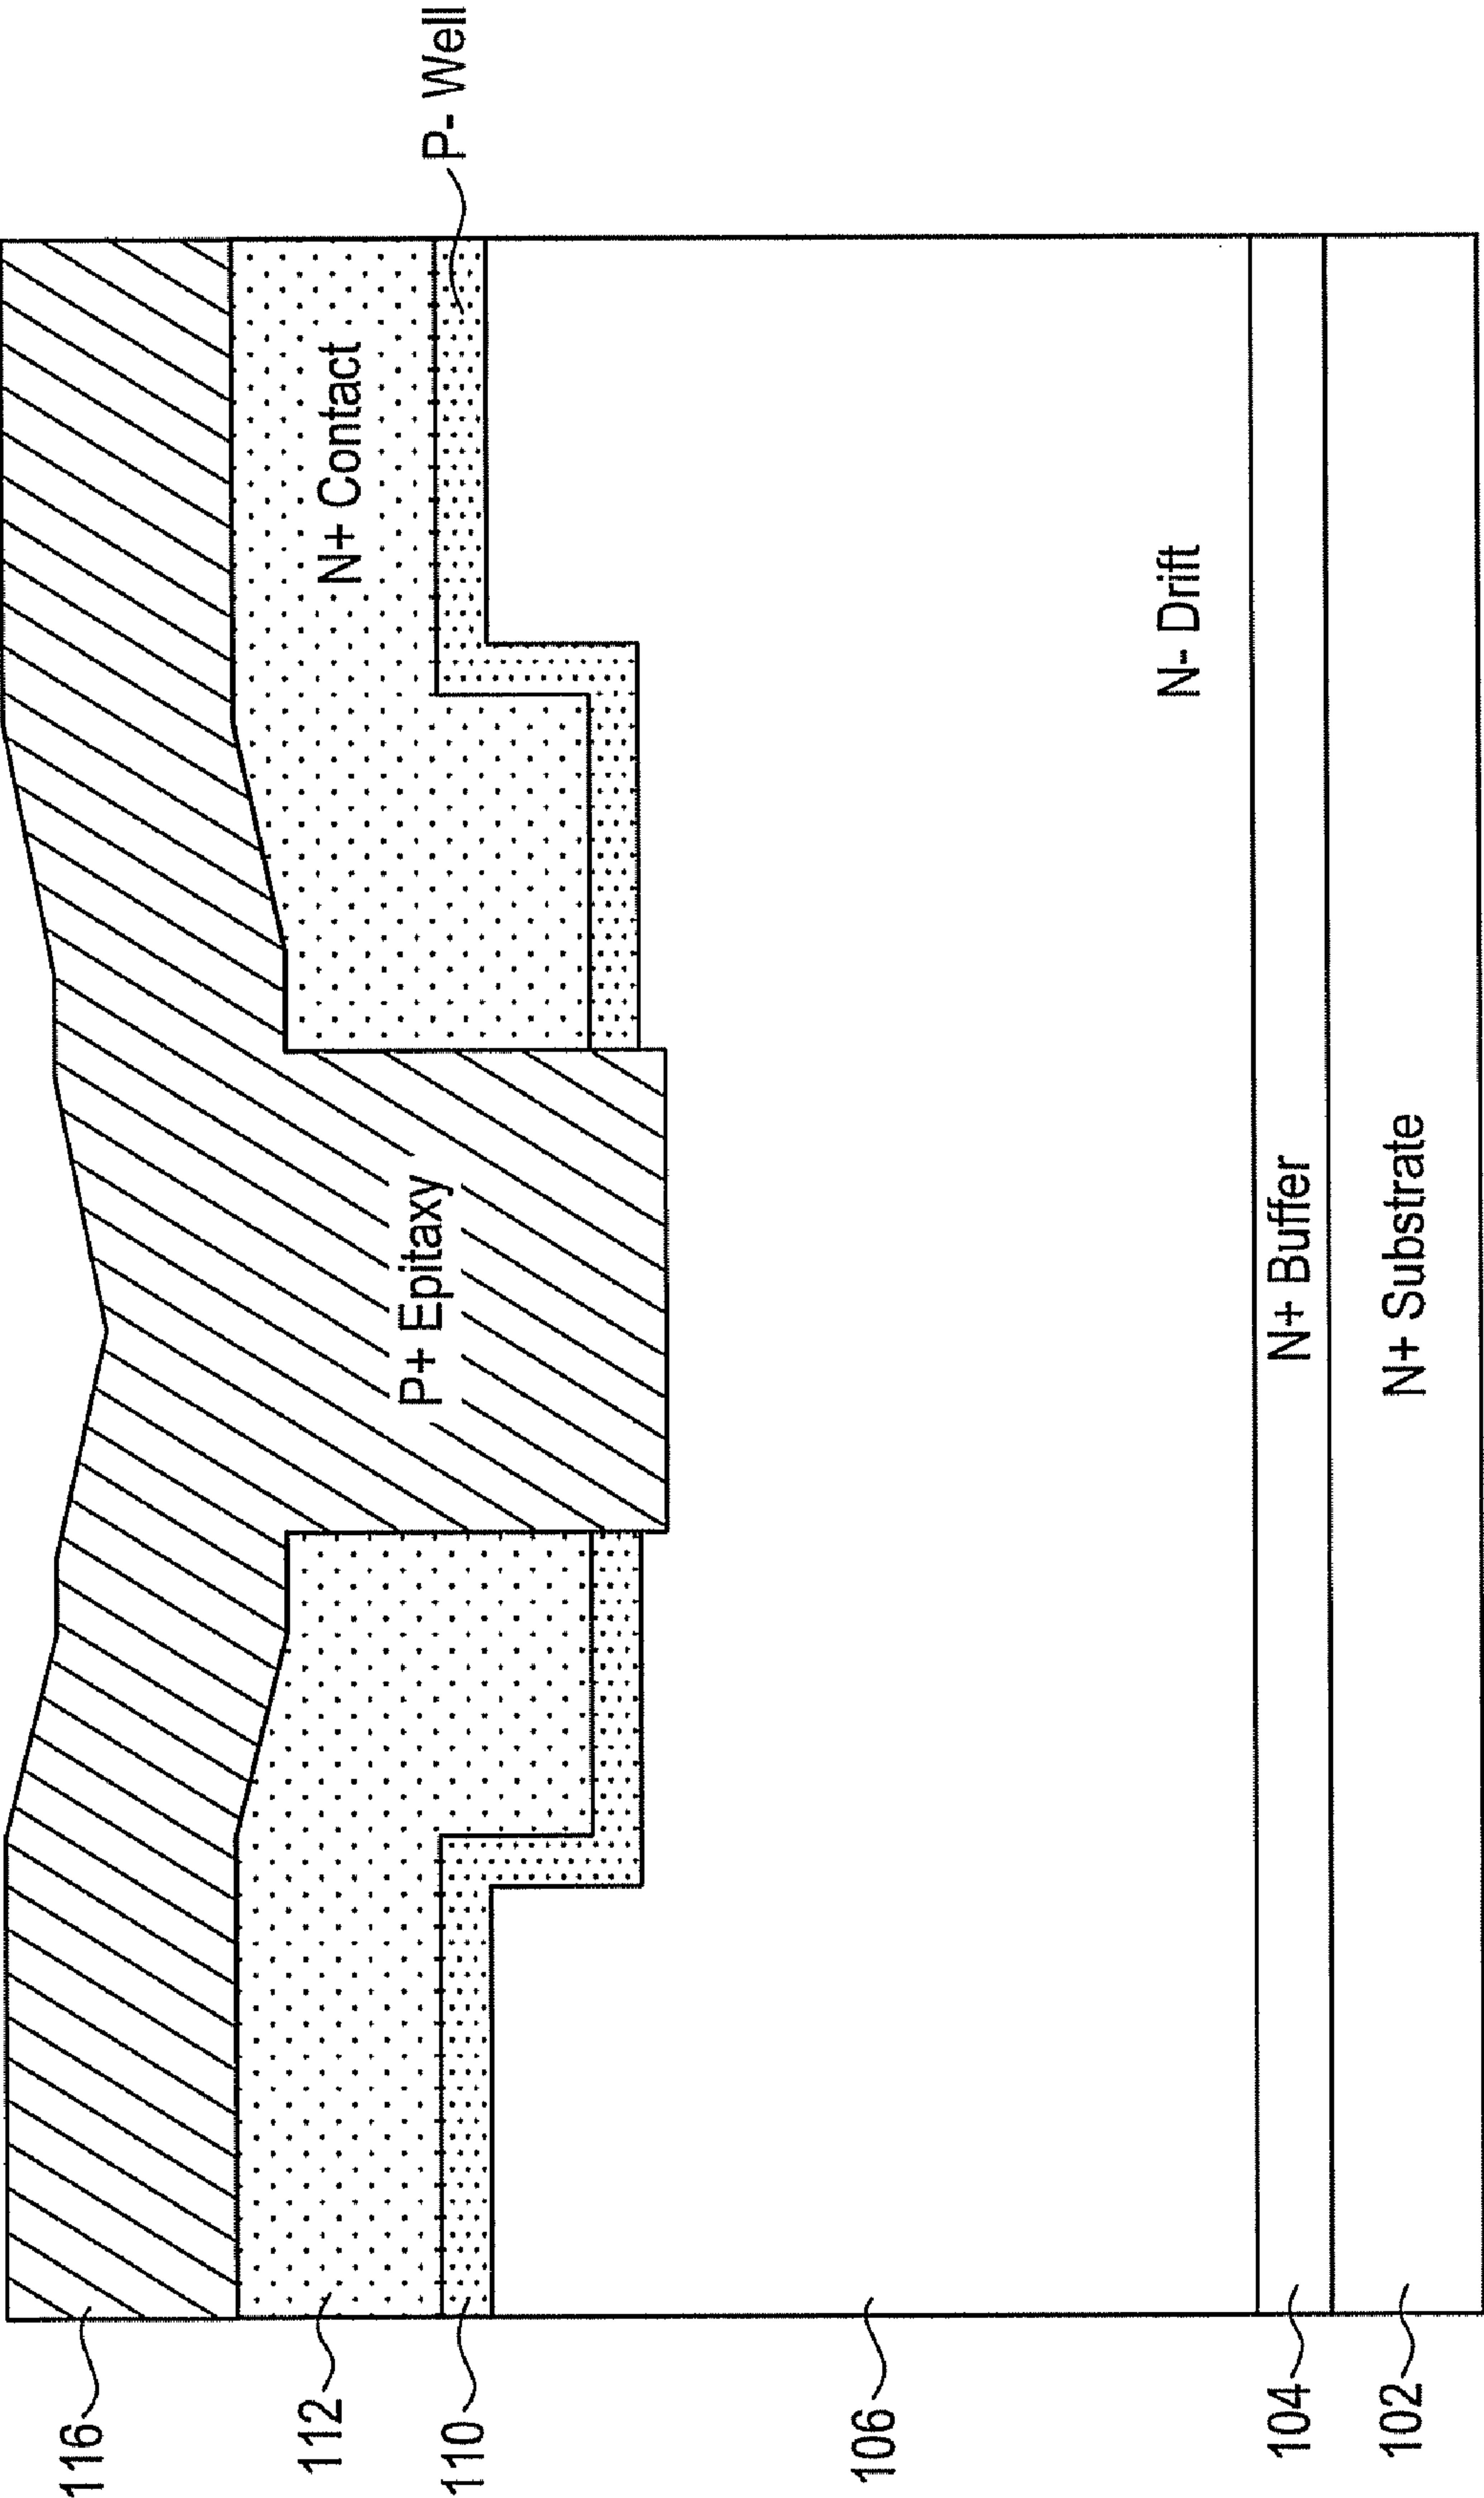 116
112
110
106
104
102
P+ Epitaxy
N+ Contact
P- Well
N- Drift
N+ Buffer
N+ Substrate